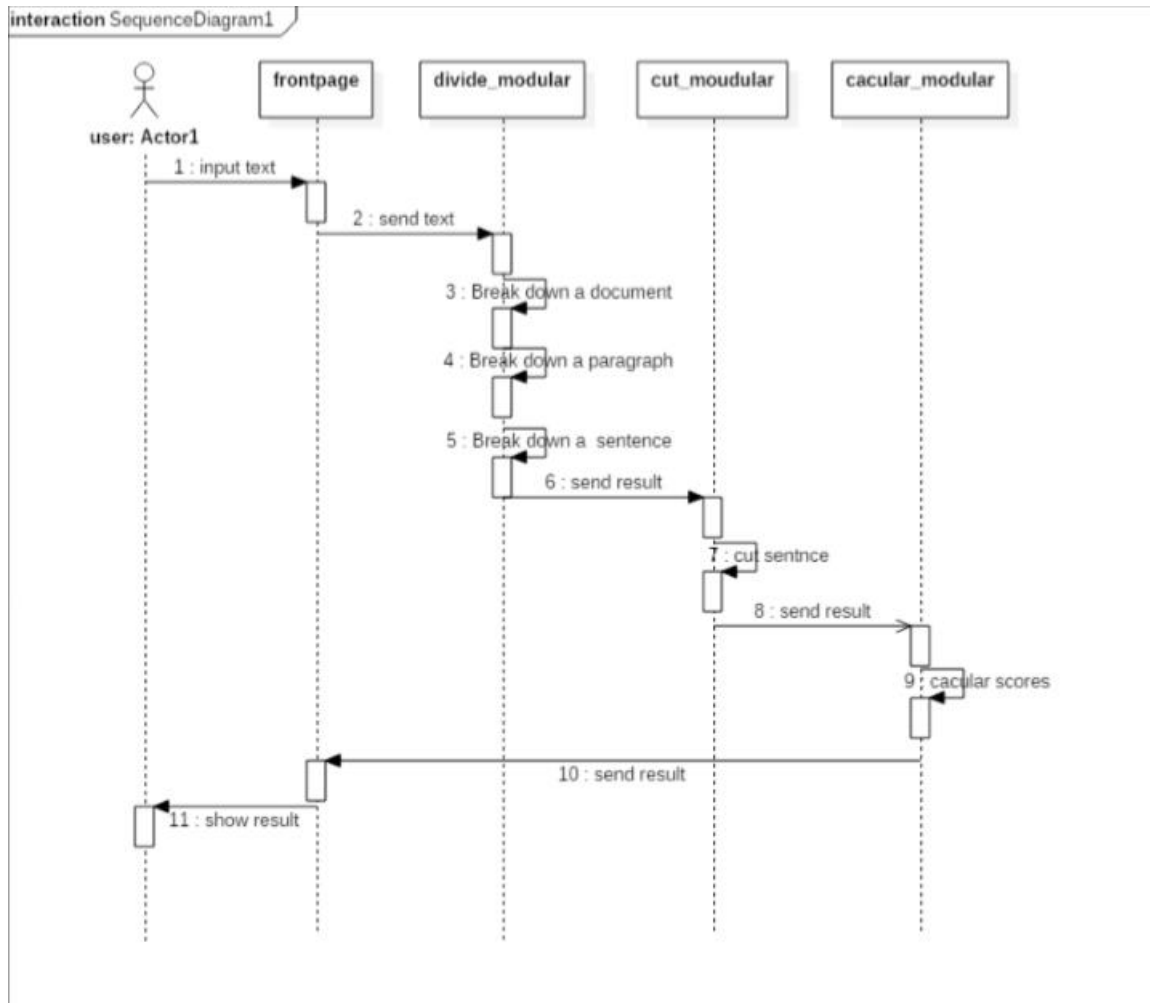 interaction SequenceDiagram1
frontpage
divide_modular
cut_moudular
cacular_modular
user: Actor1
1 : input text
2 : send text
3 : Break down a document
4 : Break down a paragraph
5 : Break down a sentence
6 : send result
7 : cut sentnce
8 : send result
9 : cacular scores
10 : send result
11 : show result